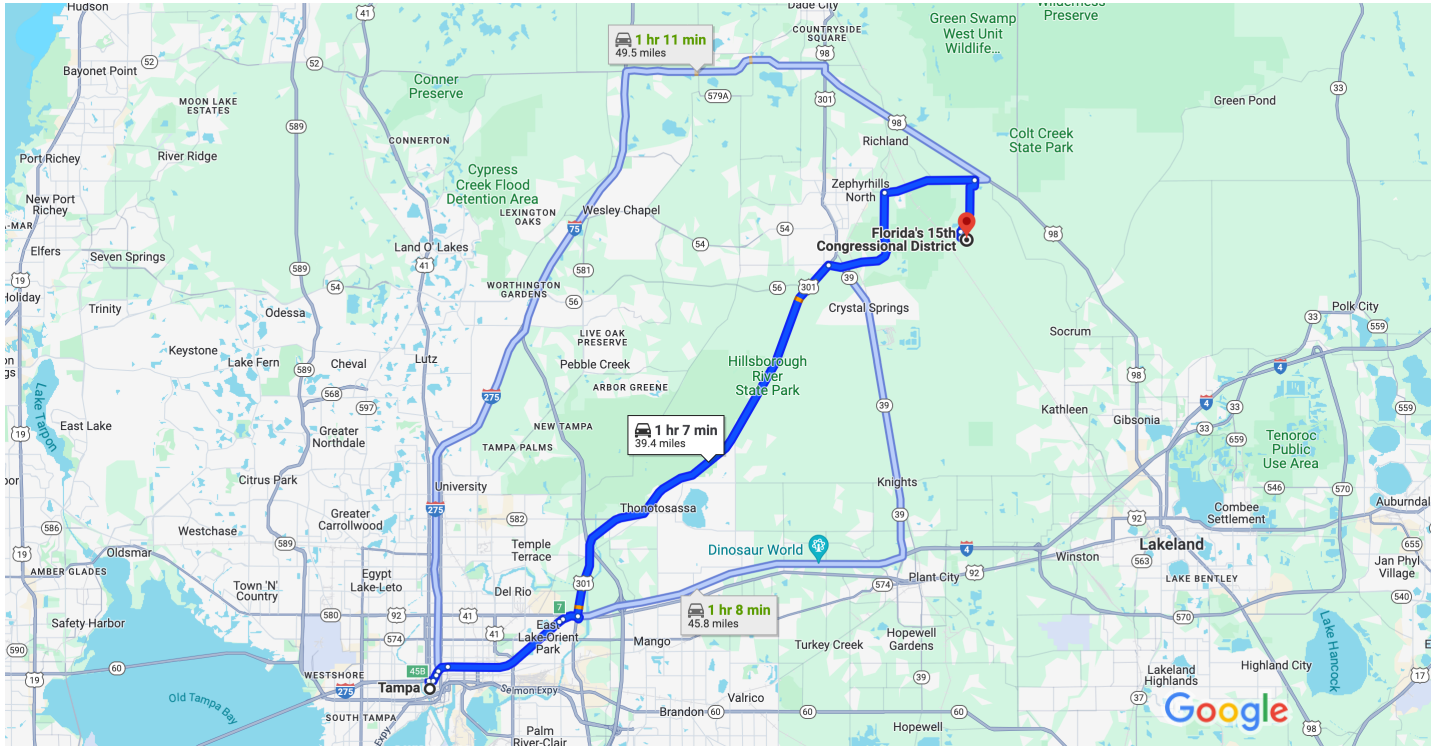 Hudson
41
Dade City
Wilderness
Preserve
Green Swamp
West Unit
Wildlife...
COUNTRYSIDE
SQUARE
1 hr 11 min
49.5 miles
98
52
52
Bayonet Point
Conner
Preserve
579A
301
33
Green Pond
MOON LAKE
ESTATES
589
98
Colt Creek
State Park
CONNERTON
Richland
Port Richey
River Ridge
Cypress
Creek Flood
Detention Area
Zephyrhills
North
New Port
Richey
LEXINGTON
OAKS
Wesley Chapel
75
-MAR
Elfers
Seven Springs
Land O' Lakes
41
54
54
Florida's 15th
Congressional District
98
19
589
581
39
Holiday
54
WORTHINGTON
GARDENS
56
56
301
Trinity
Odessa
Crystal Springs
Polk City
33
559
LIVE OAK
PRESERVE
Socrum
Keystone
Lake Fern
Cheval
Lutz
Pebble Creek
Hillsborough
River
State Park
4
589
ARBOR GREENE
98
568
275
597
39
4
33
559
Lake Tarpon
Kathleen
Gibsonia
33
East Lake
Greater
Northdale
NEW TAMPA
1 hr 7 min
39.4 miles
659
Tenoroc
Public
Use Area
19
TAMPA PALMS
Citrus Park
University
Knights
546
570
275
Thonotosassa
Auburndal
Greater
Carrollwood
582
39
92
Combee
Settlement
586
Westchase
589
Temple
Terrace
Dinosaur World
4
Lakeland
655
Oldsmar
Winston
563
Jan Phyl
Village
AMBER GLADES
Egypt
Lake-Leto
Plant City
92
574
LAKE BENTLEY
Town 'N'
Country
Del Rio
301
540
7
1 hr 8 min
45.8 miles
Safety Harbor
580
92
92
570
41
East
Lake-Orient
Park
574
Mango
Turkey Creek
Hopewell
Gardens
590
Lake Hancock
60
45B
WESTSHORE
Highland City
19
275
Tampa
Selmon Expy
Valrico
Lakeland
Highlands
17
Old Tampa Bay
37
SOUTH TAMPA
Brandon
60
60
Google
Expy
Palm
River-Clair
Hopewell
98